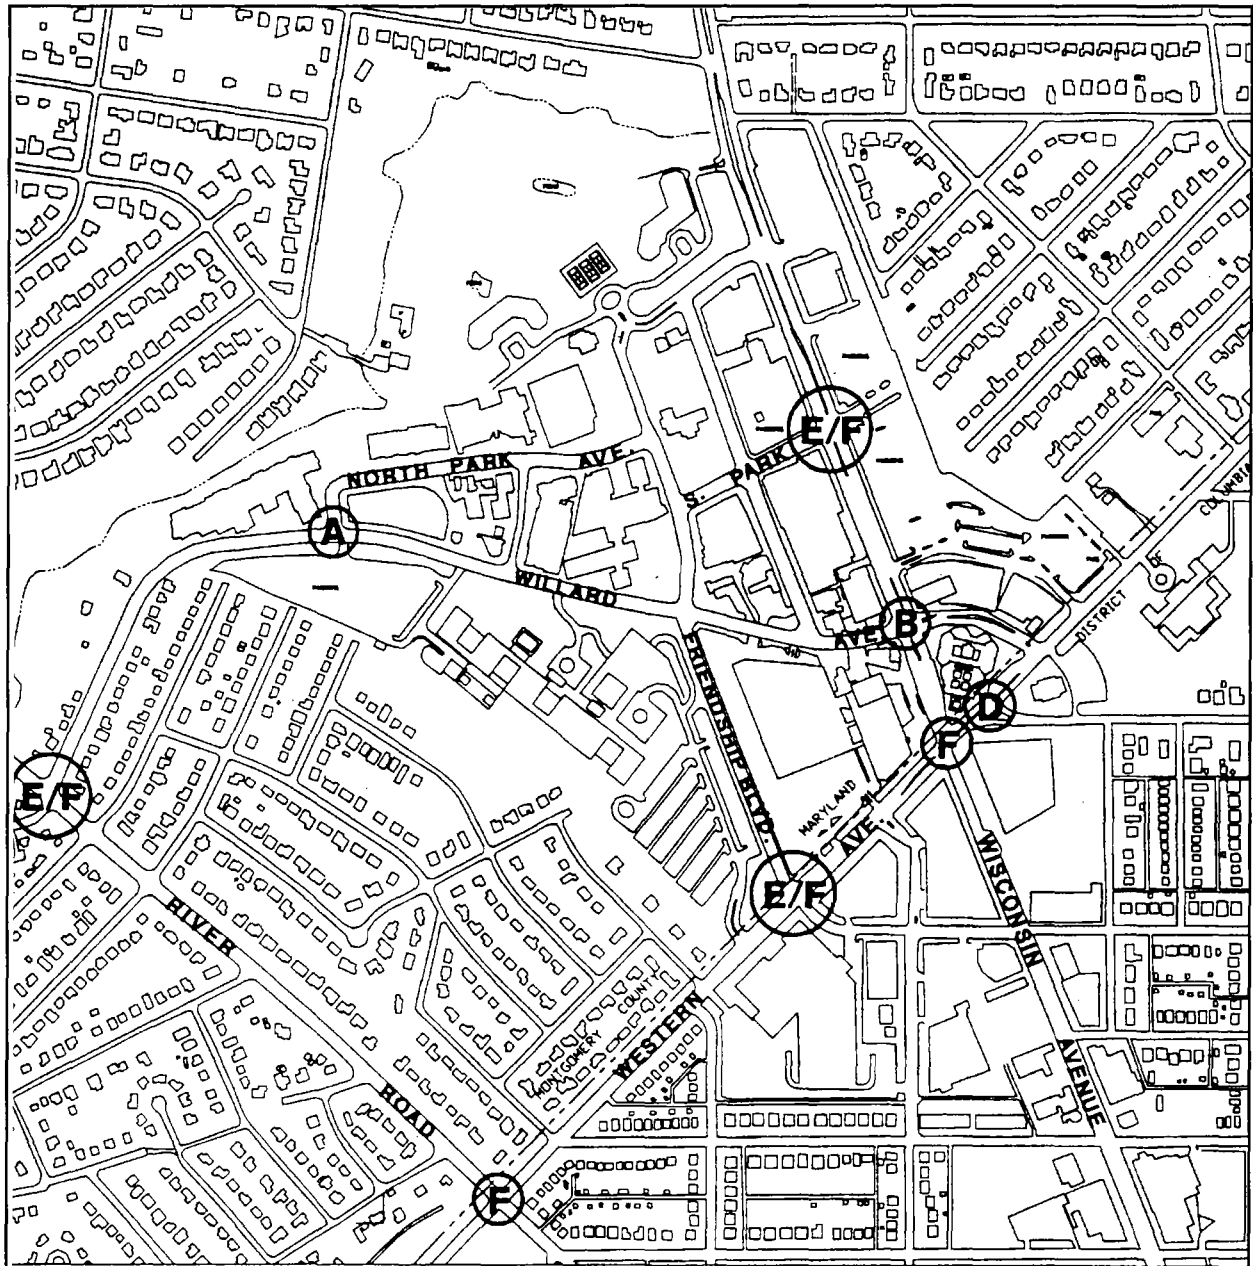 E/F
NORTH PARK AVE.
S. PARK
A
WILLARD AVE.
B
DISTRICT
COLUMBIA
FRIENDSHIP BLVD.
D
F
E/F
MARYLAND
AVE.
E/F
WISCONSIN
RIVER
MONTGOMERY COUNTY
WESTERN
ROAD
AVENUE
F